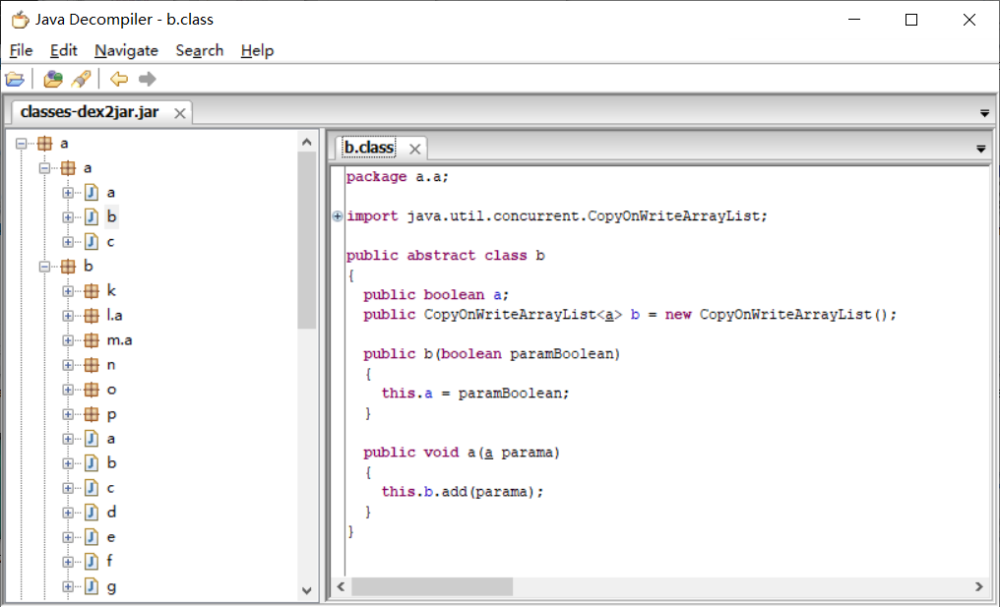 Java Decompiler - b.class
File Edit Navigate Search Help
classes-dex2jar.jar
a
a
a
b
c
b
k
l.a
m.a
n
o
p
a
b
c
d
e
f
g
b.class
package a.a;
import java.util.concurrent.CopyOnWriteArrayList;
public abstract class b
{
public boolean a;
public CopyOnWriteArrayList<a> b = new CopyOnWriteArrayList();
public b(boolean paramBoolean)
{
this.a = paramBoolean;
}
public void a(a parama)
{
this.b.add(parama);
}
}